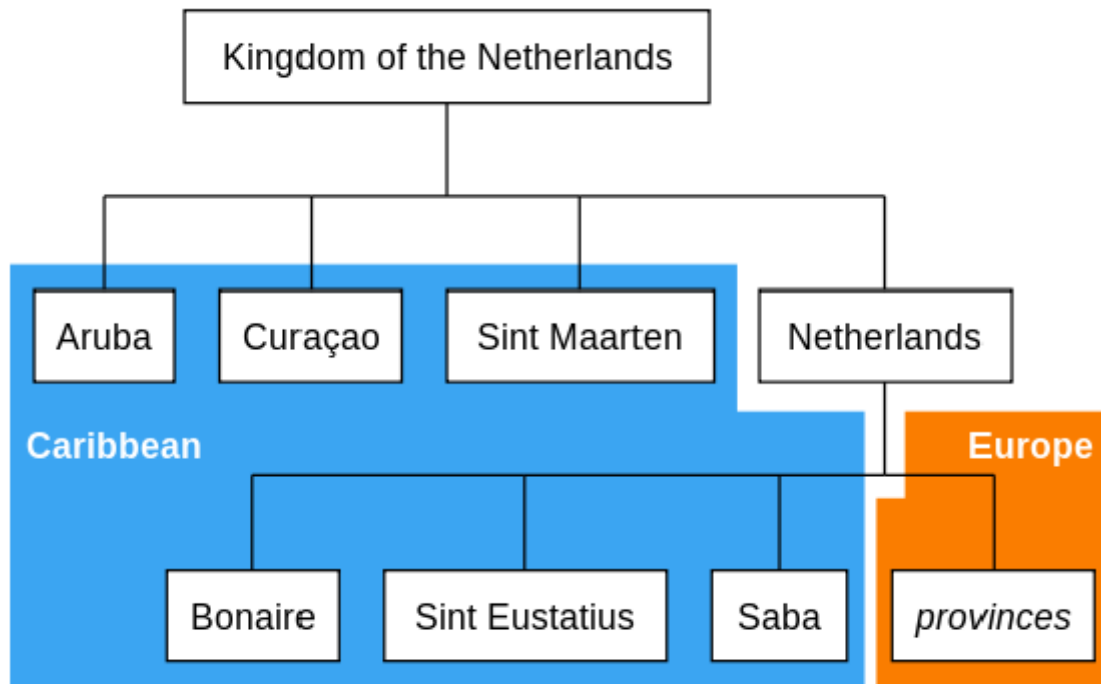 Kingdom of the Netherlands
Aruba
Curaçao
Sint Maarten
Netherlands
Caribbean
Europe
Bonaire
Sint Eustatius
Saba
provinces